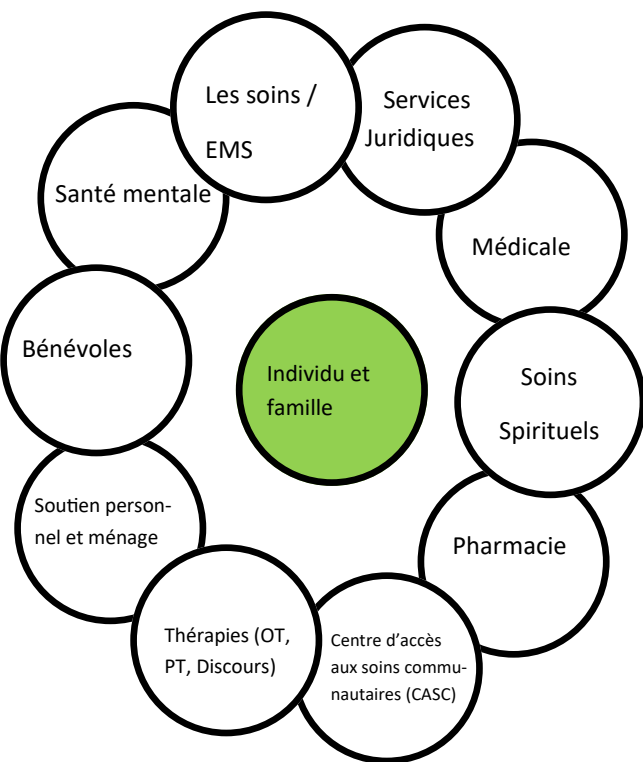 Les soins /
EMS
Services
Juridiques
Médicale
Soins
Spirituels
Pharmacie
Centre d’accès
aux soins commu-
nautaires (CASC)
Thérapies (OT,
PT, Discours)
Soutien person-
nel et ménage
Bénévoles
Santé mentale
Individu et
famille